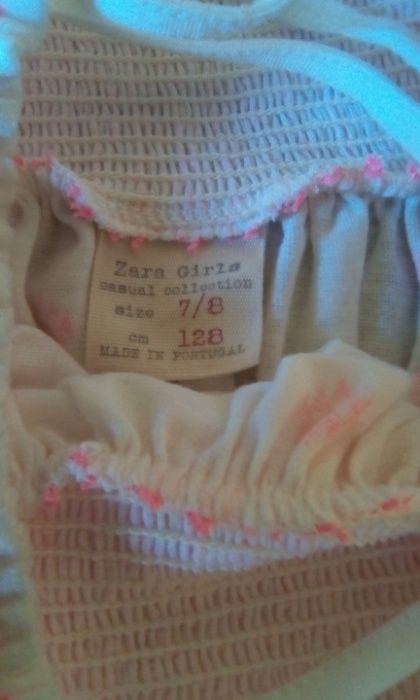 Zara Girls
casual collection
size 7/8
cm 128
MADE IN PORTUGAL